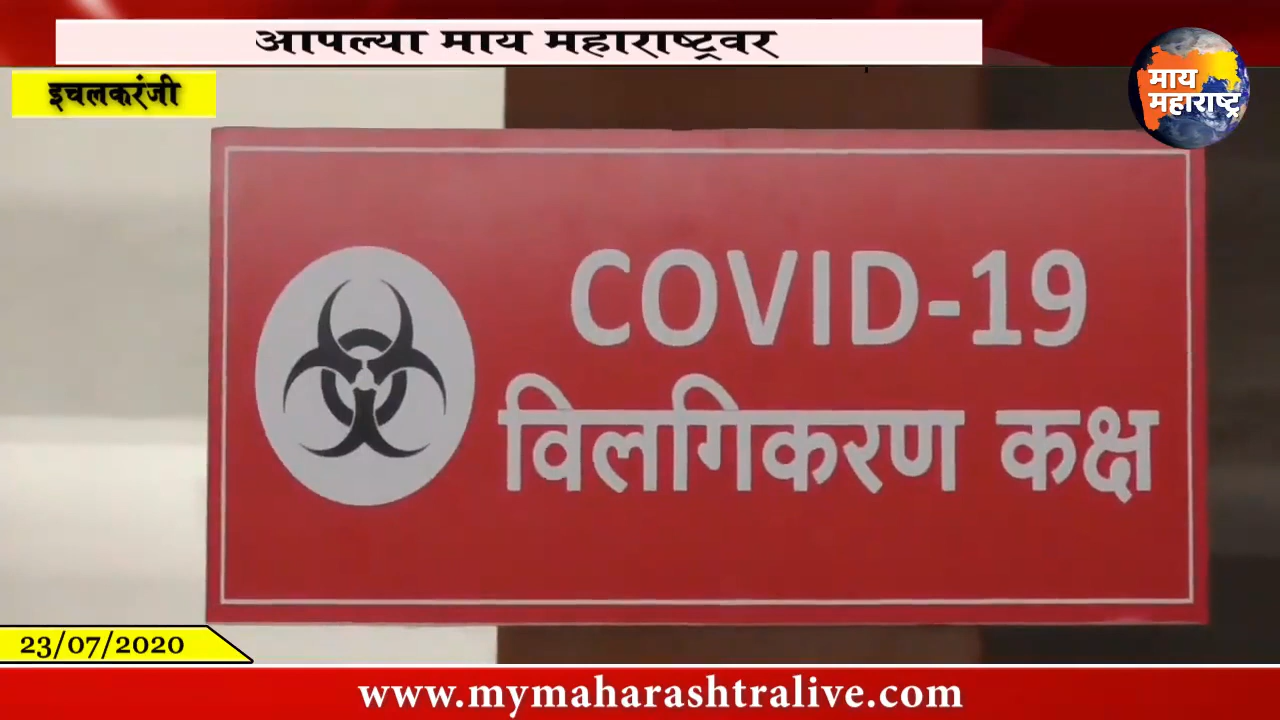 आपल्या माय महाराष्ट्रवर
इचलकरंजी
माय
महाराष्ट्र
COVID-19
विलगिकरण कक्ष
23/07/2020
www.mymaharashtralive.com